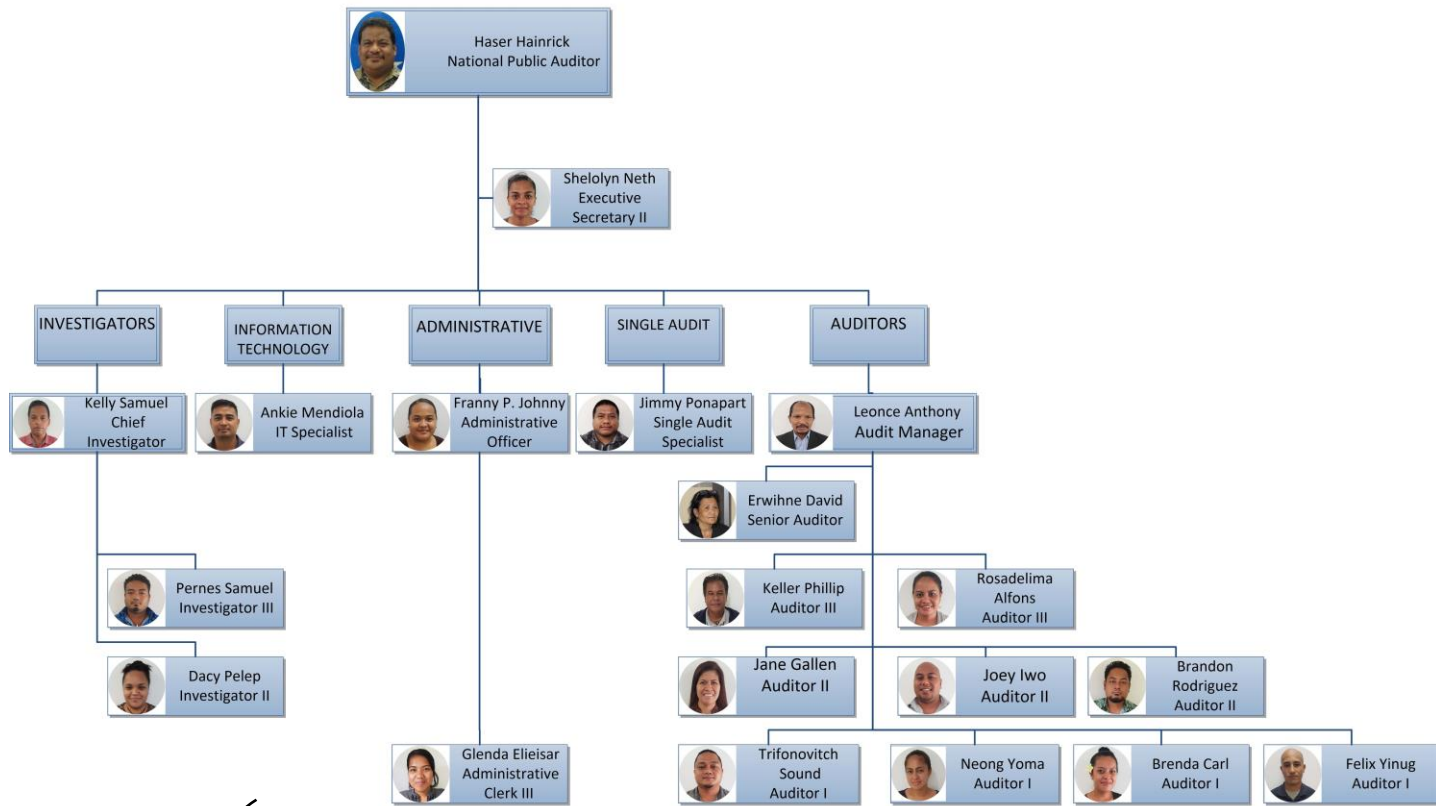 Haser Hainrick
National Public Auditor
Shelolyn Neth
Executive
Secretary II
INVESTIGATORS
INFORMATION
TECHNOLOGY
ADMINISTRATIVE
SINGLE AUDIT
AUDITORS
Kelly Samuel
Chief
Investigator
Ankie Mendiola
IT Specialist
Franny P. Johnny
Administrative
Officer
Jimmy Ponapart
Single Audit
Specialist
Leonce Anthony
Audit Manager
Erwihne David
Senior Auditor
Pernes Samuel
Investigator III
Keller Phillip
Auditor III
Rosadelima
Alfons
Auditor III
Dacy Pelep
Investigator II
Jane Gallen
Auditor II
Joey Iwo
Auditor II
Brandon
Rodriguez
Auditor II
Glenda Elieisar
Administrative
Clerk III
Trifonovitch
Sound
Auditor I
Neong Yoma
Auditor I
Brenda Carl
Auditor I
Felix Yinug
Auditor I